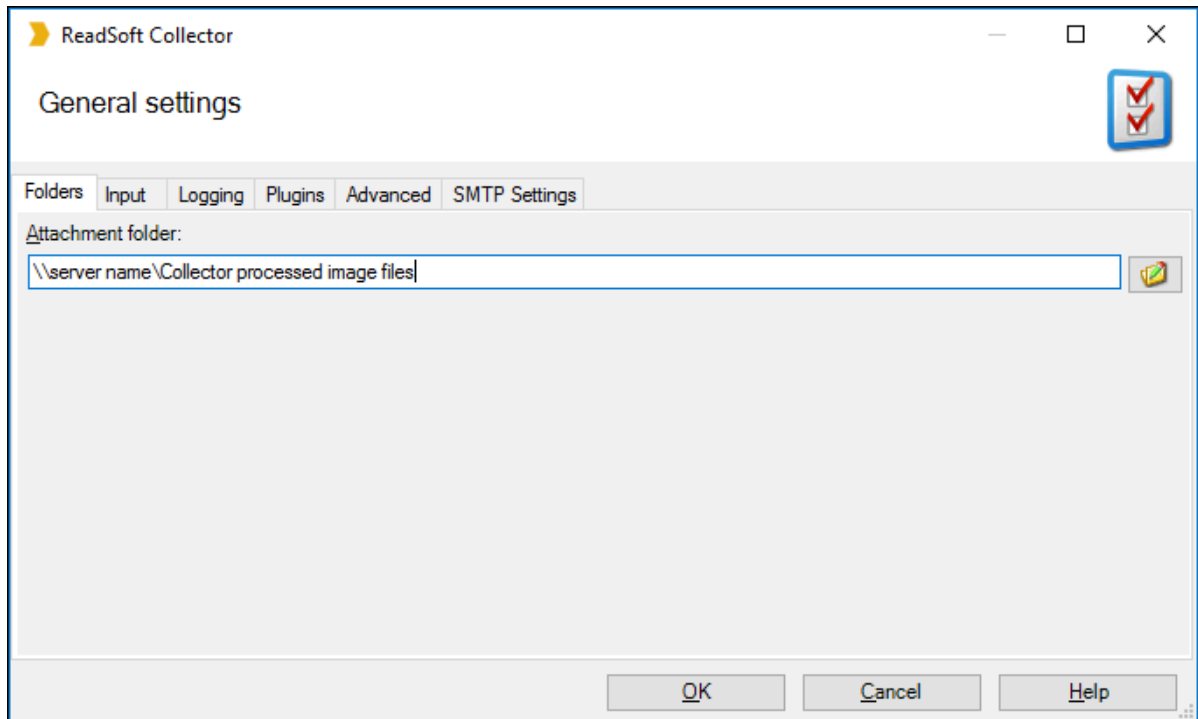 ReadSoft Collector
General settings
Folders Input Logging Plugins Advanced SMTP Settings
Attachment folder:
\\server name\Collector processed image files
OK Cancel Help